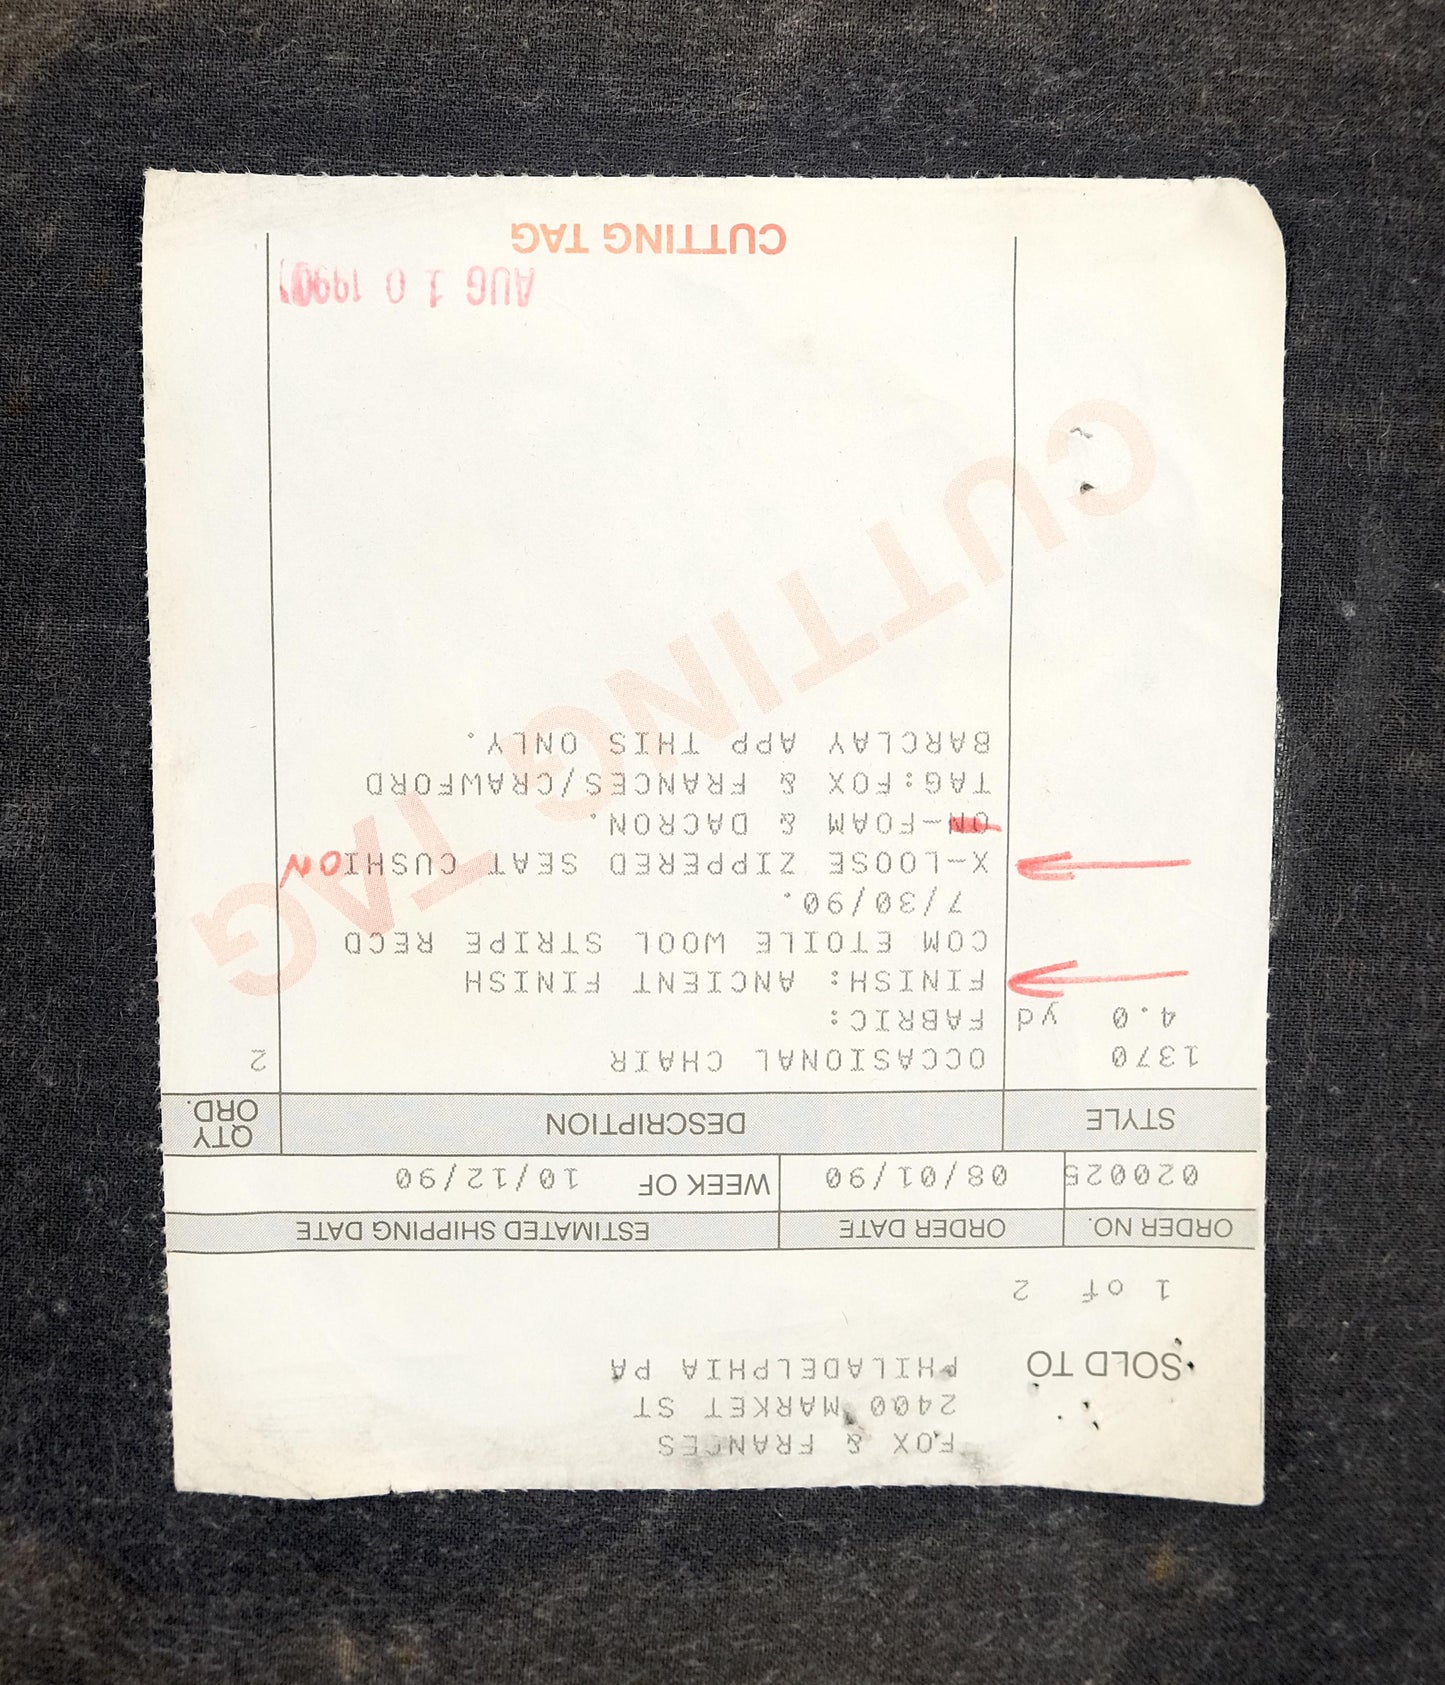 FOX & FRANCES
2400 MARKET ST
SOLD TO PHILADELPHIA PA
1 of 2
ORDER NO. ORDER DATE ESTIMATED SHIPPING DATE
020025 08/01/90 WEEK OF 10/12/90
STYLE DESCRIPTION QTY ORD.
1370 OCCASIONAL CHAIR 2
4.0 yd FABRIC:
FINISH: ANCIENT FINISH
COM ETOILE WOOL STRIPE RECD
7/30/90.
X-LOOSE ZIPPERED SEAT CUSHION
ON-FOAM & DACRON.
TAG:FOX & FRANCES/CRAWFORD
BARCLAY APP THIS ONLY.
CUTTING TAG
AUG 10 1990
CUTTING TAG